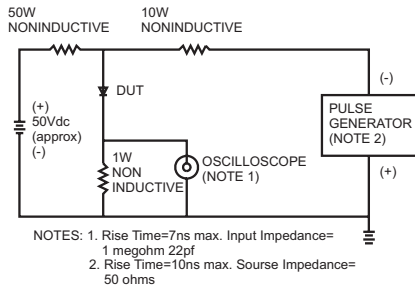 50W
NONINDUCTIVE
10W
NONINDUCTIVE
DUT
(+)
50Vdc
(approx)
(-)
1W
NON
INDUCTIVE
OSCILLOSCOPE
(NOTE 1)
(-)
PULSE
GENERATOR
(NOTE 2)
(+)
NOTES: 1. Rise Time=7ns max. Input Impedance=
1 megohm 22pf
2. Rise Time=10ns max. Sourse Impedance=
50 ohms